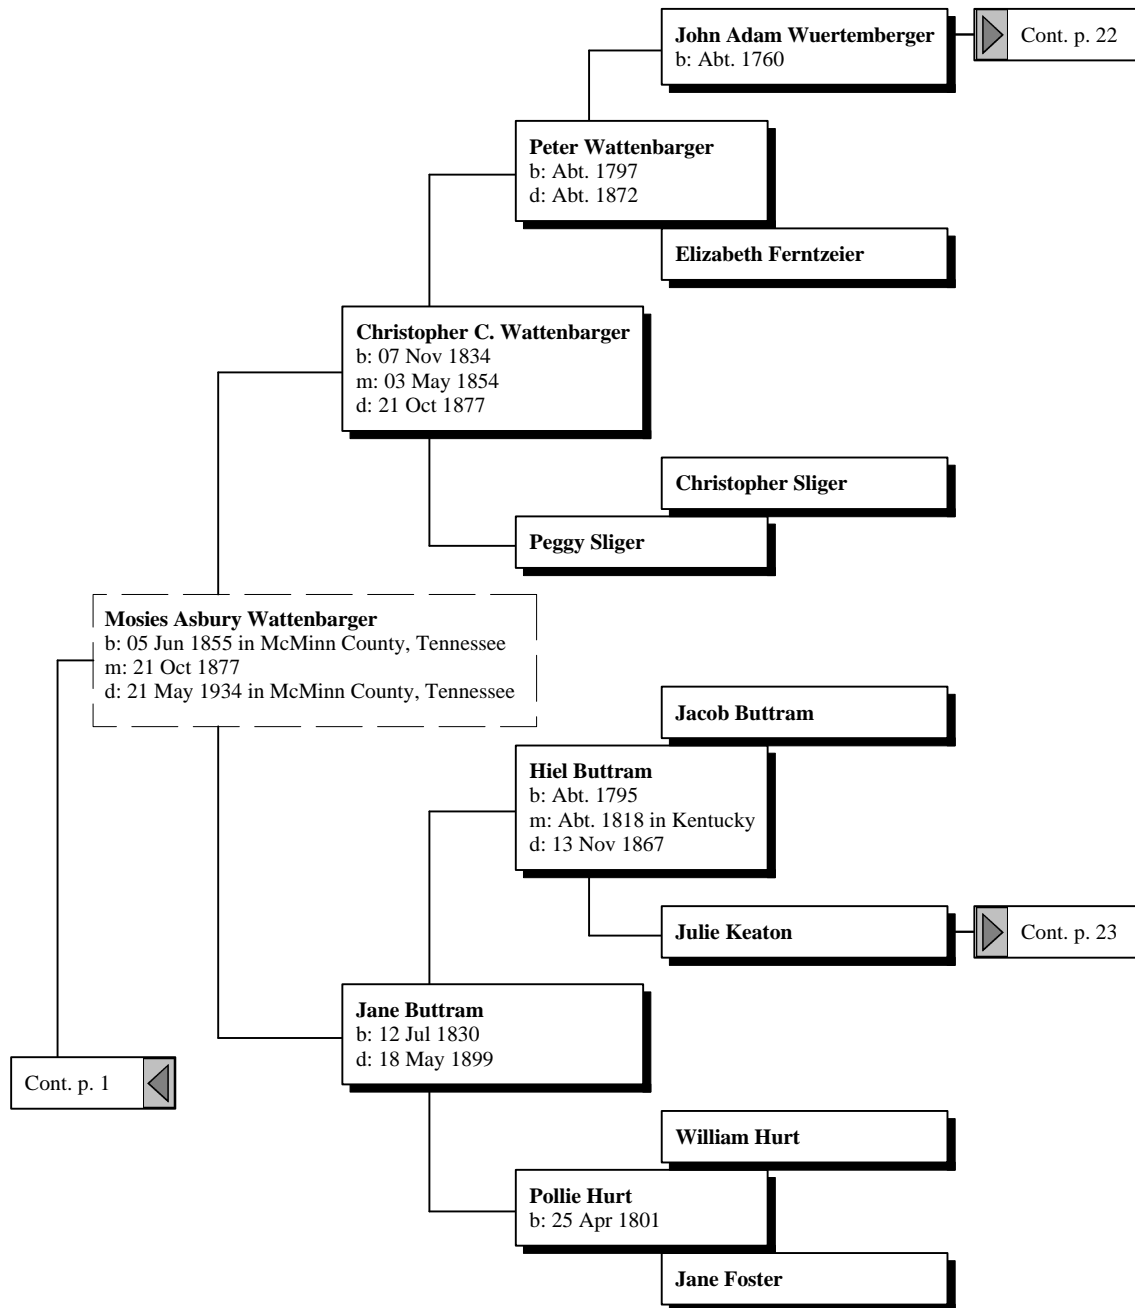 John Adam Wuertemberger
b: Abt. 1760
Cont. p. 22
Peter Wattenbarger
b: Abt. 1797
d: Abt. 1872
Elizabeth Ferntzeier
Christopher C. Wattenbarger
b: 07 Nov 1834
m: 03 May 1854
d: 21 Oct 1877
Christopher Sliger
Peggy Sliger
Mosies Asbury Wattenbarger
b: 05 Jun 1855 in McMinn County, Tennessee
m: 21 Oct 1877
d: 21 May 1934 in McMinn County, Tennessee
Jacob Buttram
Hiel Buttram
b: Abt. 1795
m: Abt. 1818 in Kentucky
d: 13 Nov 1867
Julie Keaton
Cont. p. 23
Jane Buttram
b: 12 Jul 1830
d: 18 May 1899
Cont. p. 1
William Hurt
Pollie Hurt
b: 25 Apr 1801
Jane Foster